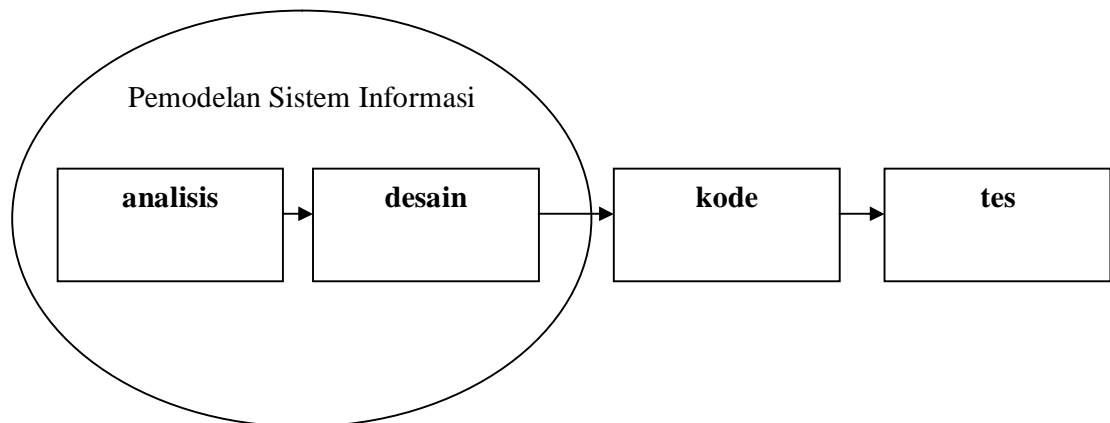 Pemodelan Sistem Informasi
analisis
desain
kode
tes